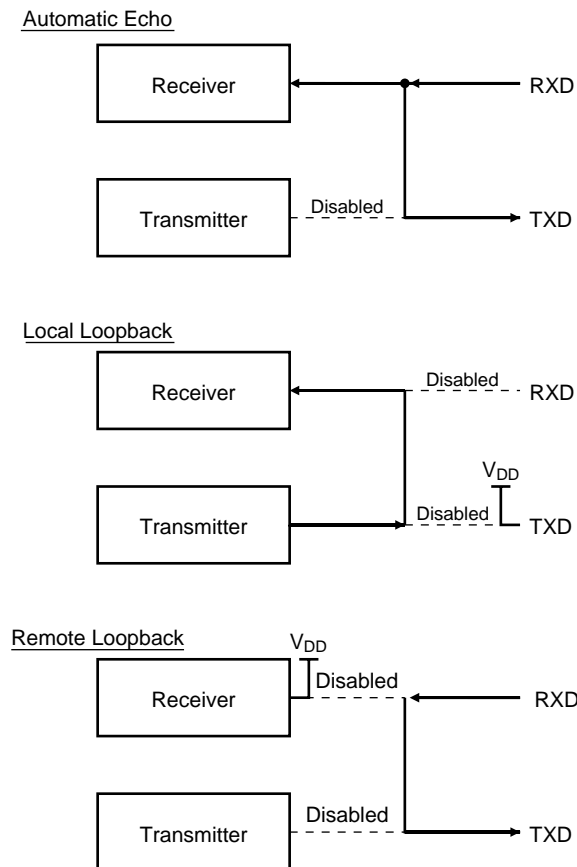 Automatic Echo
Receiver
RXD
Transmitter
Disabled
TXD
Local Loopback
Receiver
Disabled
RXD
VDD
Transmitter
Disabled
TXD
Remote Loopback
VDD
Receiver
Disabled
RXD
Transmitter
Disabled
TXD